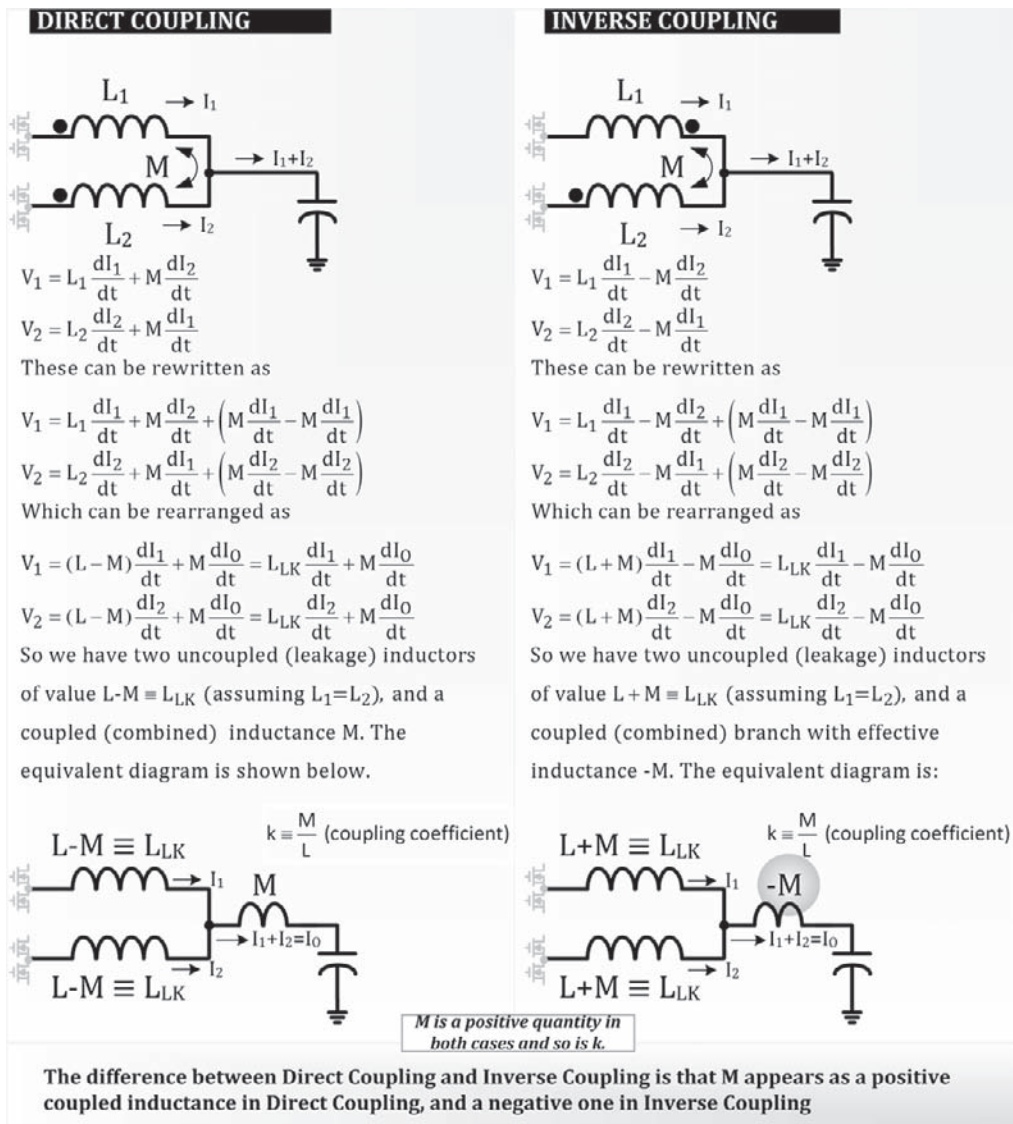 DIRECT COUPLING
L1
I1
M
I1+I2
L2
I2
V1 = L1 dI1/dt + M dI2/dt
V2 = L2 dI2/dt + M dI1/dt
These can be rewritten as
V1 = L1 dI1/dt + M dI2/dt + (M dI1/dt − M dI1/dt)
V2 = L2 dI2/dt + M dI1/dt + (M dI2/dt − M dI2/dt)
Which can be rearranged as
V1 = (L−M) dI1/dt + M dIO/dt = LLK dI1/dt + M dIO/dt
V2 = (L−M) dI2/dt + M dIO/dt = LLK dI2/dt + M dIO/dt
So we have two uncoupled (leakage) inductors
of value L-M ≡ LLK (assuming L1=L2), and a
coupled (combined) inductance M. The
equivalent diagram is shown below.
k ≡ M/L (coupling coefficient)
L-M ≡ LLK
I1
M
I1+I2=IO
I2
L-M ≡ LLK
INVERSE COUPLING
L1
I1
M
I1+I2
L2
I2
V1 = L1 dI1/dt − M dI2/dt
V2 = L2 dI2/dt − M dI1/dt
These can be rewritten as
V1 = L1 dI1/dt − M dI2/dt + (M dI1/dt − M dI1/dt)
V2 = L2 dI2/dt − M dI1/dt + (M dI2/dt − M dI2/dt)
Which can be rearranged as
V1 = (L+M) dI1/dt − M dIO/dt = LLK dI1/dt − M dIO/dt
V2 = (L+M) dI2/dt − M dIO/dt = LLK dI2/dt − M dIO/dt
So we have two uncoupled (leakage) inductors
of value L+M ≡ LLK (assuming L1=L2), and a
coupled (combined) branch with effective
inductance -M. The equivalent diagram is:
k ≡ M/L (coupling coefficient)
L+M ≡ LLK
I1
-M
I1+I2=IO
I2
L+M ≡ LLK
M is a positive quantity in
both cases and so is k.
The difference between Direct Coupling and Inverse Coupling is that M appears as a positive
coupled inductance in Direct Coupling, and a negative one in Inverse Coupling